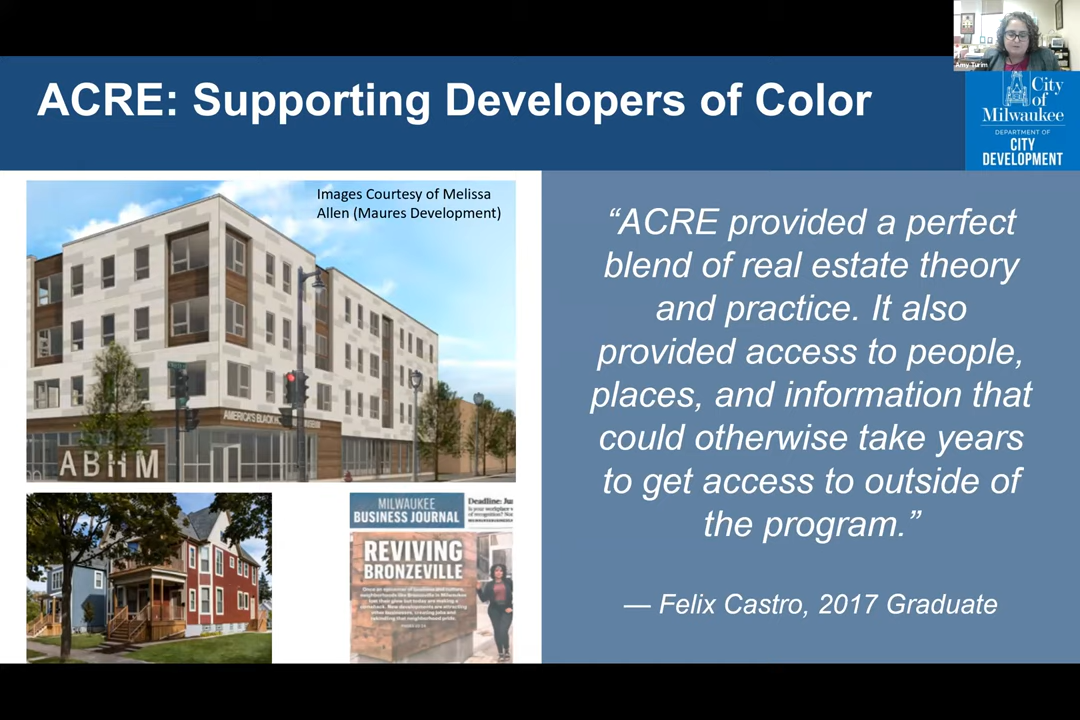 Amy Turim
ACRE: Supporting Developers of Color
City
of
Milwaukee
DEPARTMENT OF
CITY
DEVELOPMENT
Images Courtesy of Melissa
Allen (Maures Development)
AMERICA'S BLACK
ABHM
MILWAUKEE
BUSINESS JOURNAL
Deadline:
REVIVING
BRONZEVILLE
“ACRE provided a perfect
blend of real estate theory
and practice. It also
provided access to people,
places, and information that
could otherwise take years
to get access to outside of
the program.”
— Felix Castro, 2017 Graduate